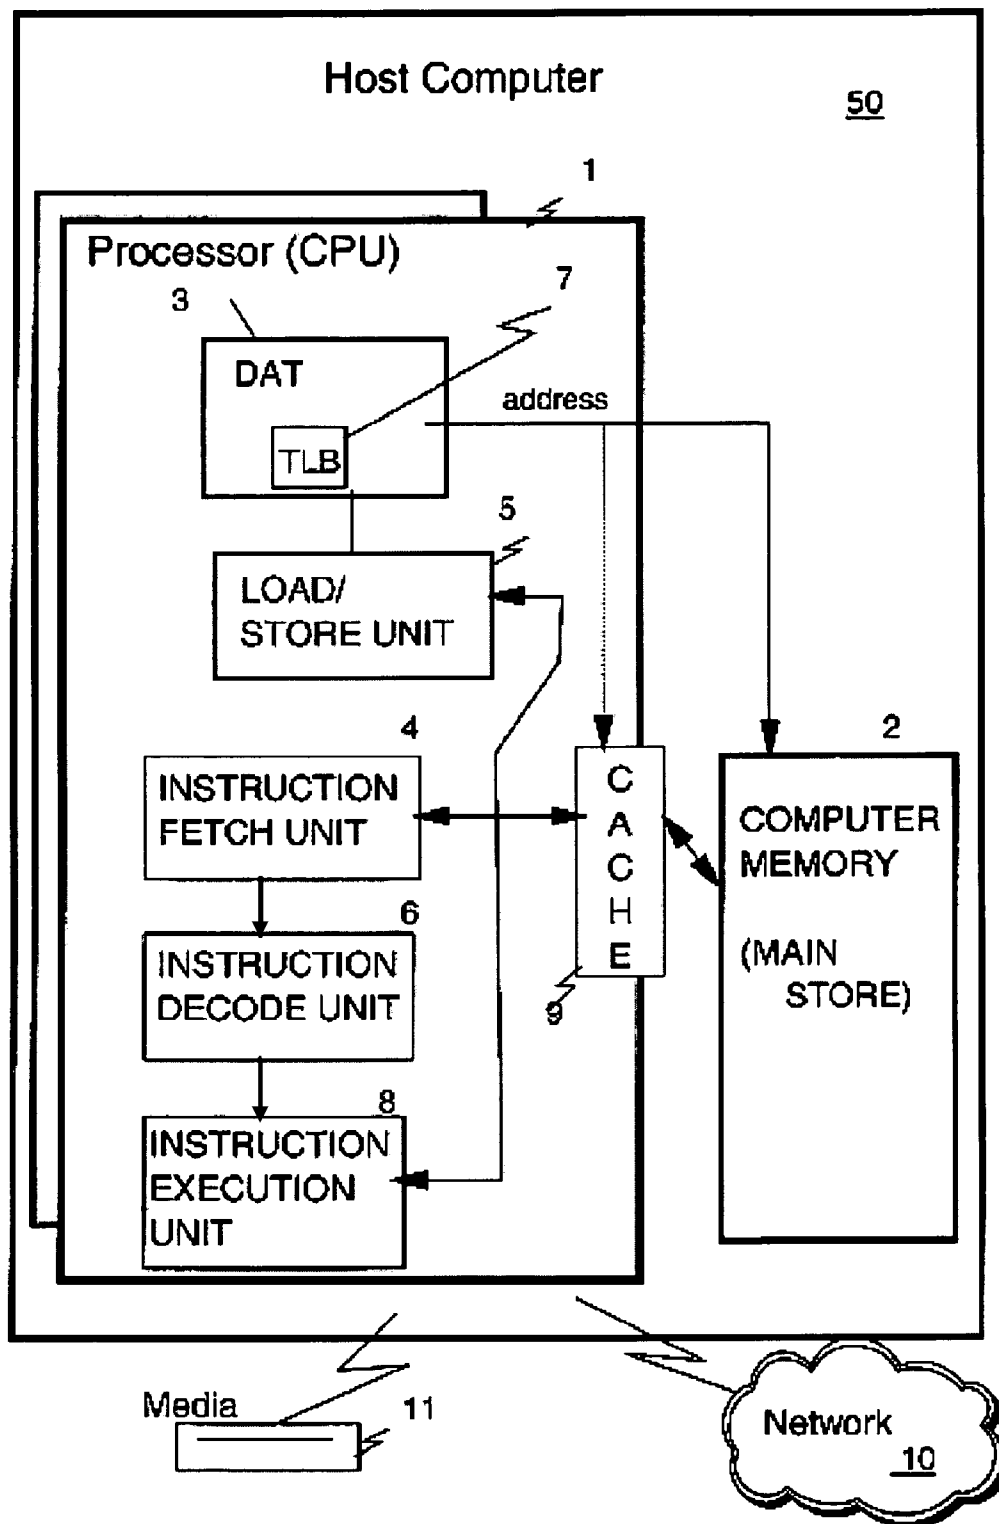 Host Computer
50
1
Processor (CPU)
3
7
DAT
address
TLB
5
LOAD/
STORE UNIT
4
2
INSTRUCTION
FETCH UNIT
C
A
C
H
E
COMPUTER
MEMORY
(MAIN
STORE)
6
INSTRUCTION
DECODE UNIT
9
8
INSTRUCTION
EXECUTION
UNIT
Media
11
Network
10